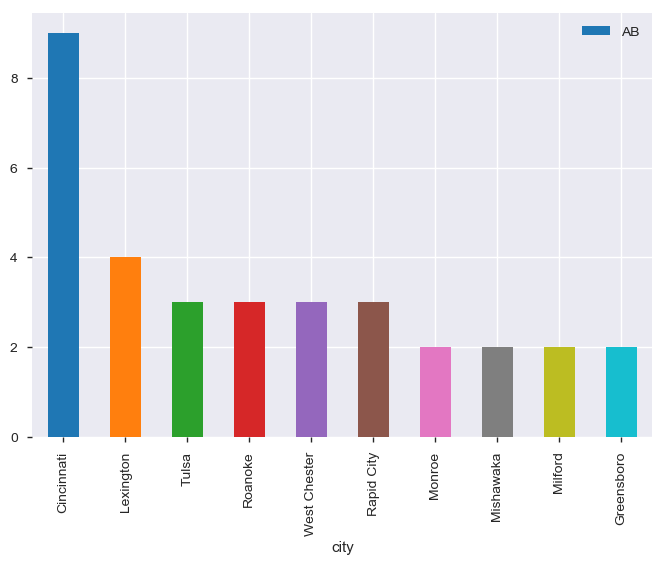 AB
8
6
4
2
0
Cincinnati
Lexington
Tulsa
Roanoke
West Chester
Rapid City
Monroe
Mishawaka
Milford
Greensboro
city